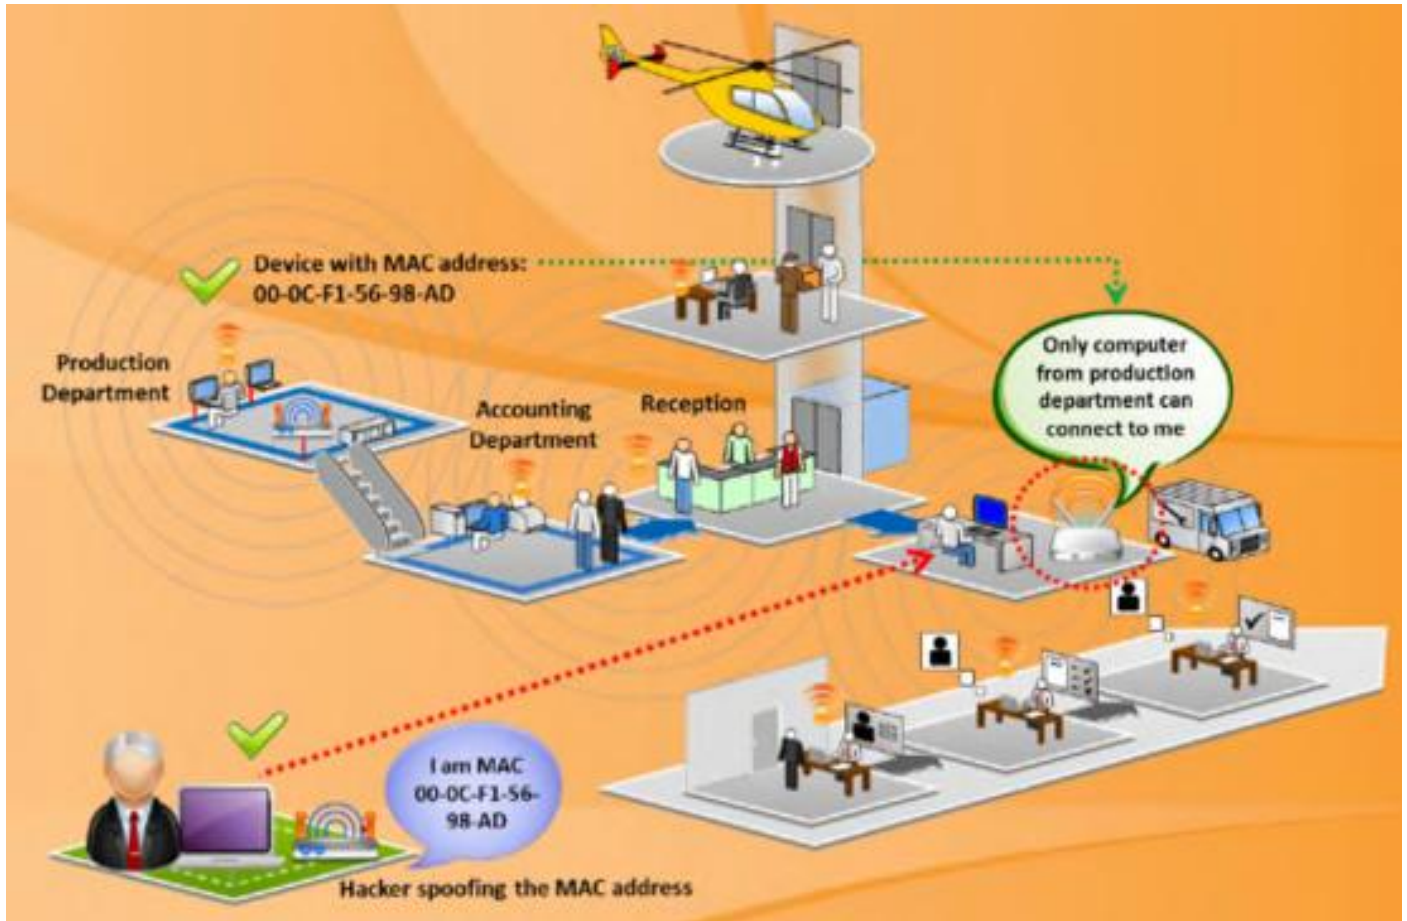 Device with MAC address:
00-0C-F1-56-98-AD
Production
Department
Accounting
Department
Reception
Only computer
from production
department can
connect to me
I am MAC
00-0C-F1-56-
98-AD
Hacker spoofing the MAC address